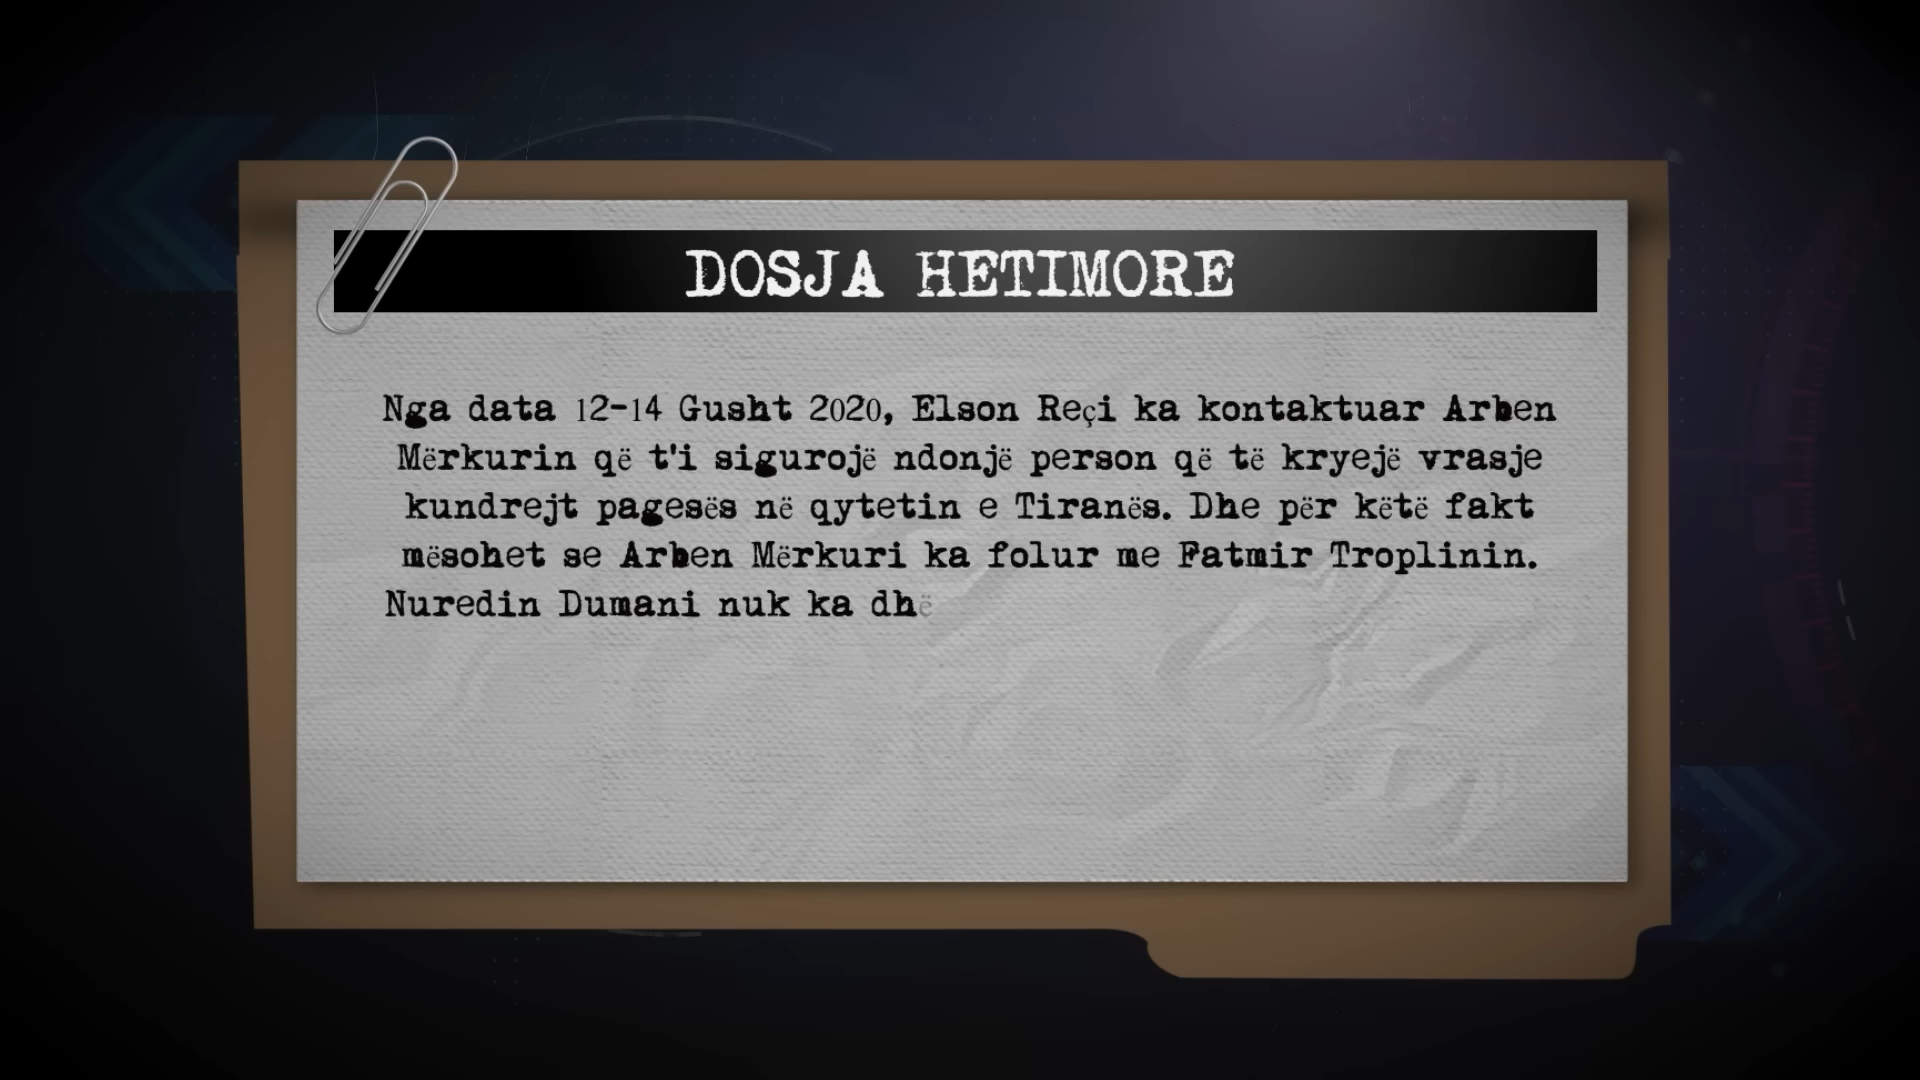 DOSJA HETIMORE
Nga data 12-14 Gusht 2020, Elson Reçi ka kontaktuar Arben
Mërkurin që t'i sigurojë ndonjë person që të kryejë vrasje
kundrejt pagesës në qytetin e Tiranës. Dhe për këtë fakt
mësohet se Arben Mërkuri ka folur me Fatmir Troplinin.
Nuredin Dumani nuk ka dhë